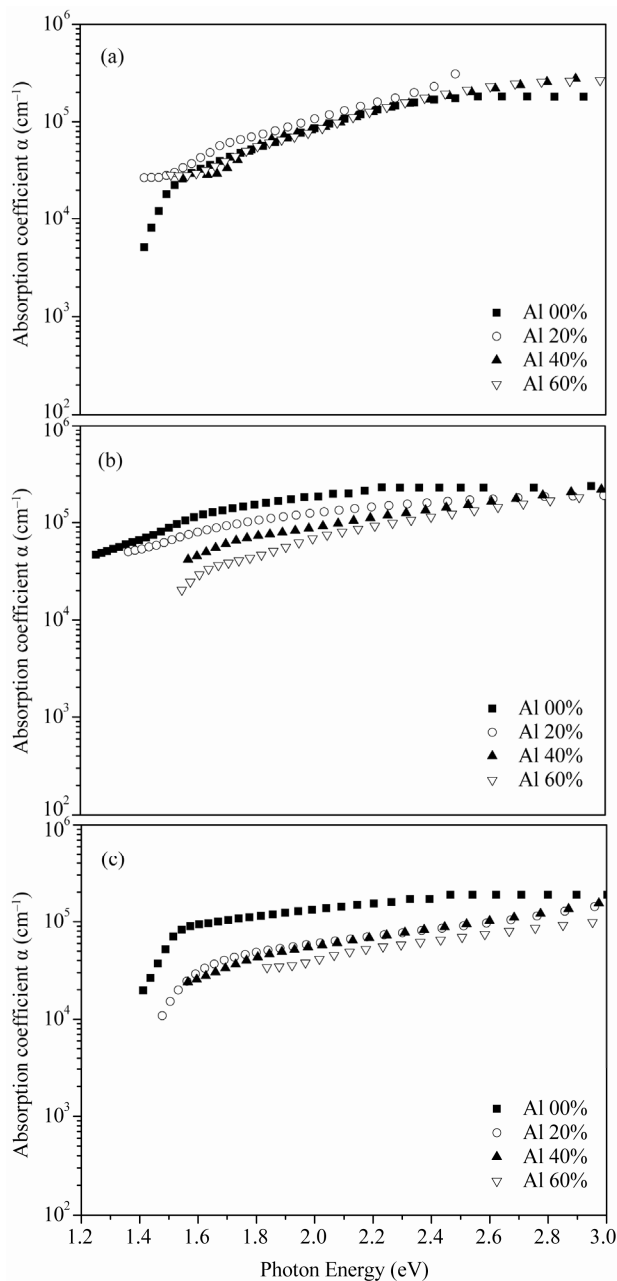 (a)
Absorption coefficient α (cm⁻¹)
10⁶
10⁵
10⁴
10³
10²
Al 00%
Al 20%
Al 40%
Al 60%
(b)
Absorption coefficient α (cm⁻¹)
10⁶
10⁵
10⁴
10³
10²
Al 00%
Al 20%
Al 40%
Al 60%
(c)
Absorption coefficient α (cm⁻¹)
10⁶
10⁵
10⁴
10³
10²
Al 00%
Al 20%
Al 40%
Al 60%
1.2 1.4 1.6 1.8 2.0 2.2 2.4 2.6 2.8 3.0
Photon Energy (eV)